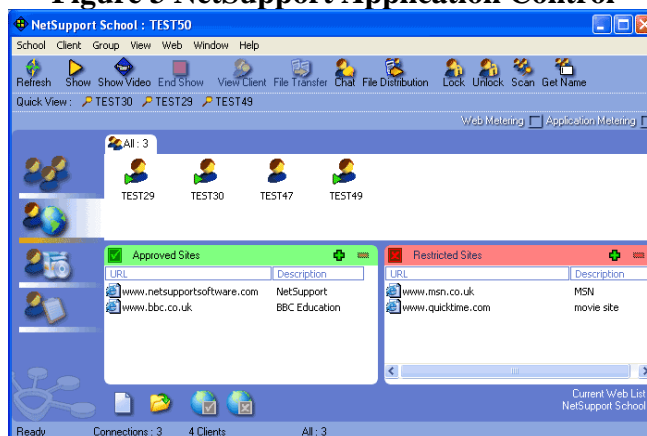 Figure 3 NetSupport Application Control
NetSupport School : TEST50
School Client Group View Web Window Help
Refresh Show Show Video End Show View Client File Transfer Chat File Distribution Lock Unlock Scan Get Name
Quick View : TEST30 TEST29 TEST49
Web Metering Application Metering
All : 3
TEST29 TEST30 TEST47 TEST49
Approved Sites Restricted Sites
URL Description URL Description
www.netsupportsoftware.com NetSupport www.msn.co.uk MSN
www.bbc.co.uk BBC Education www.quicktime.com movie site
Current Web List
NetSupport School
Ready Connections : 3 4 Clients All : 3